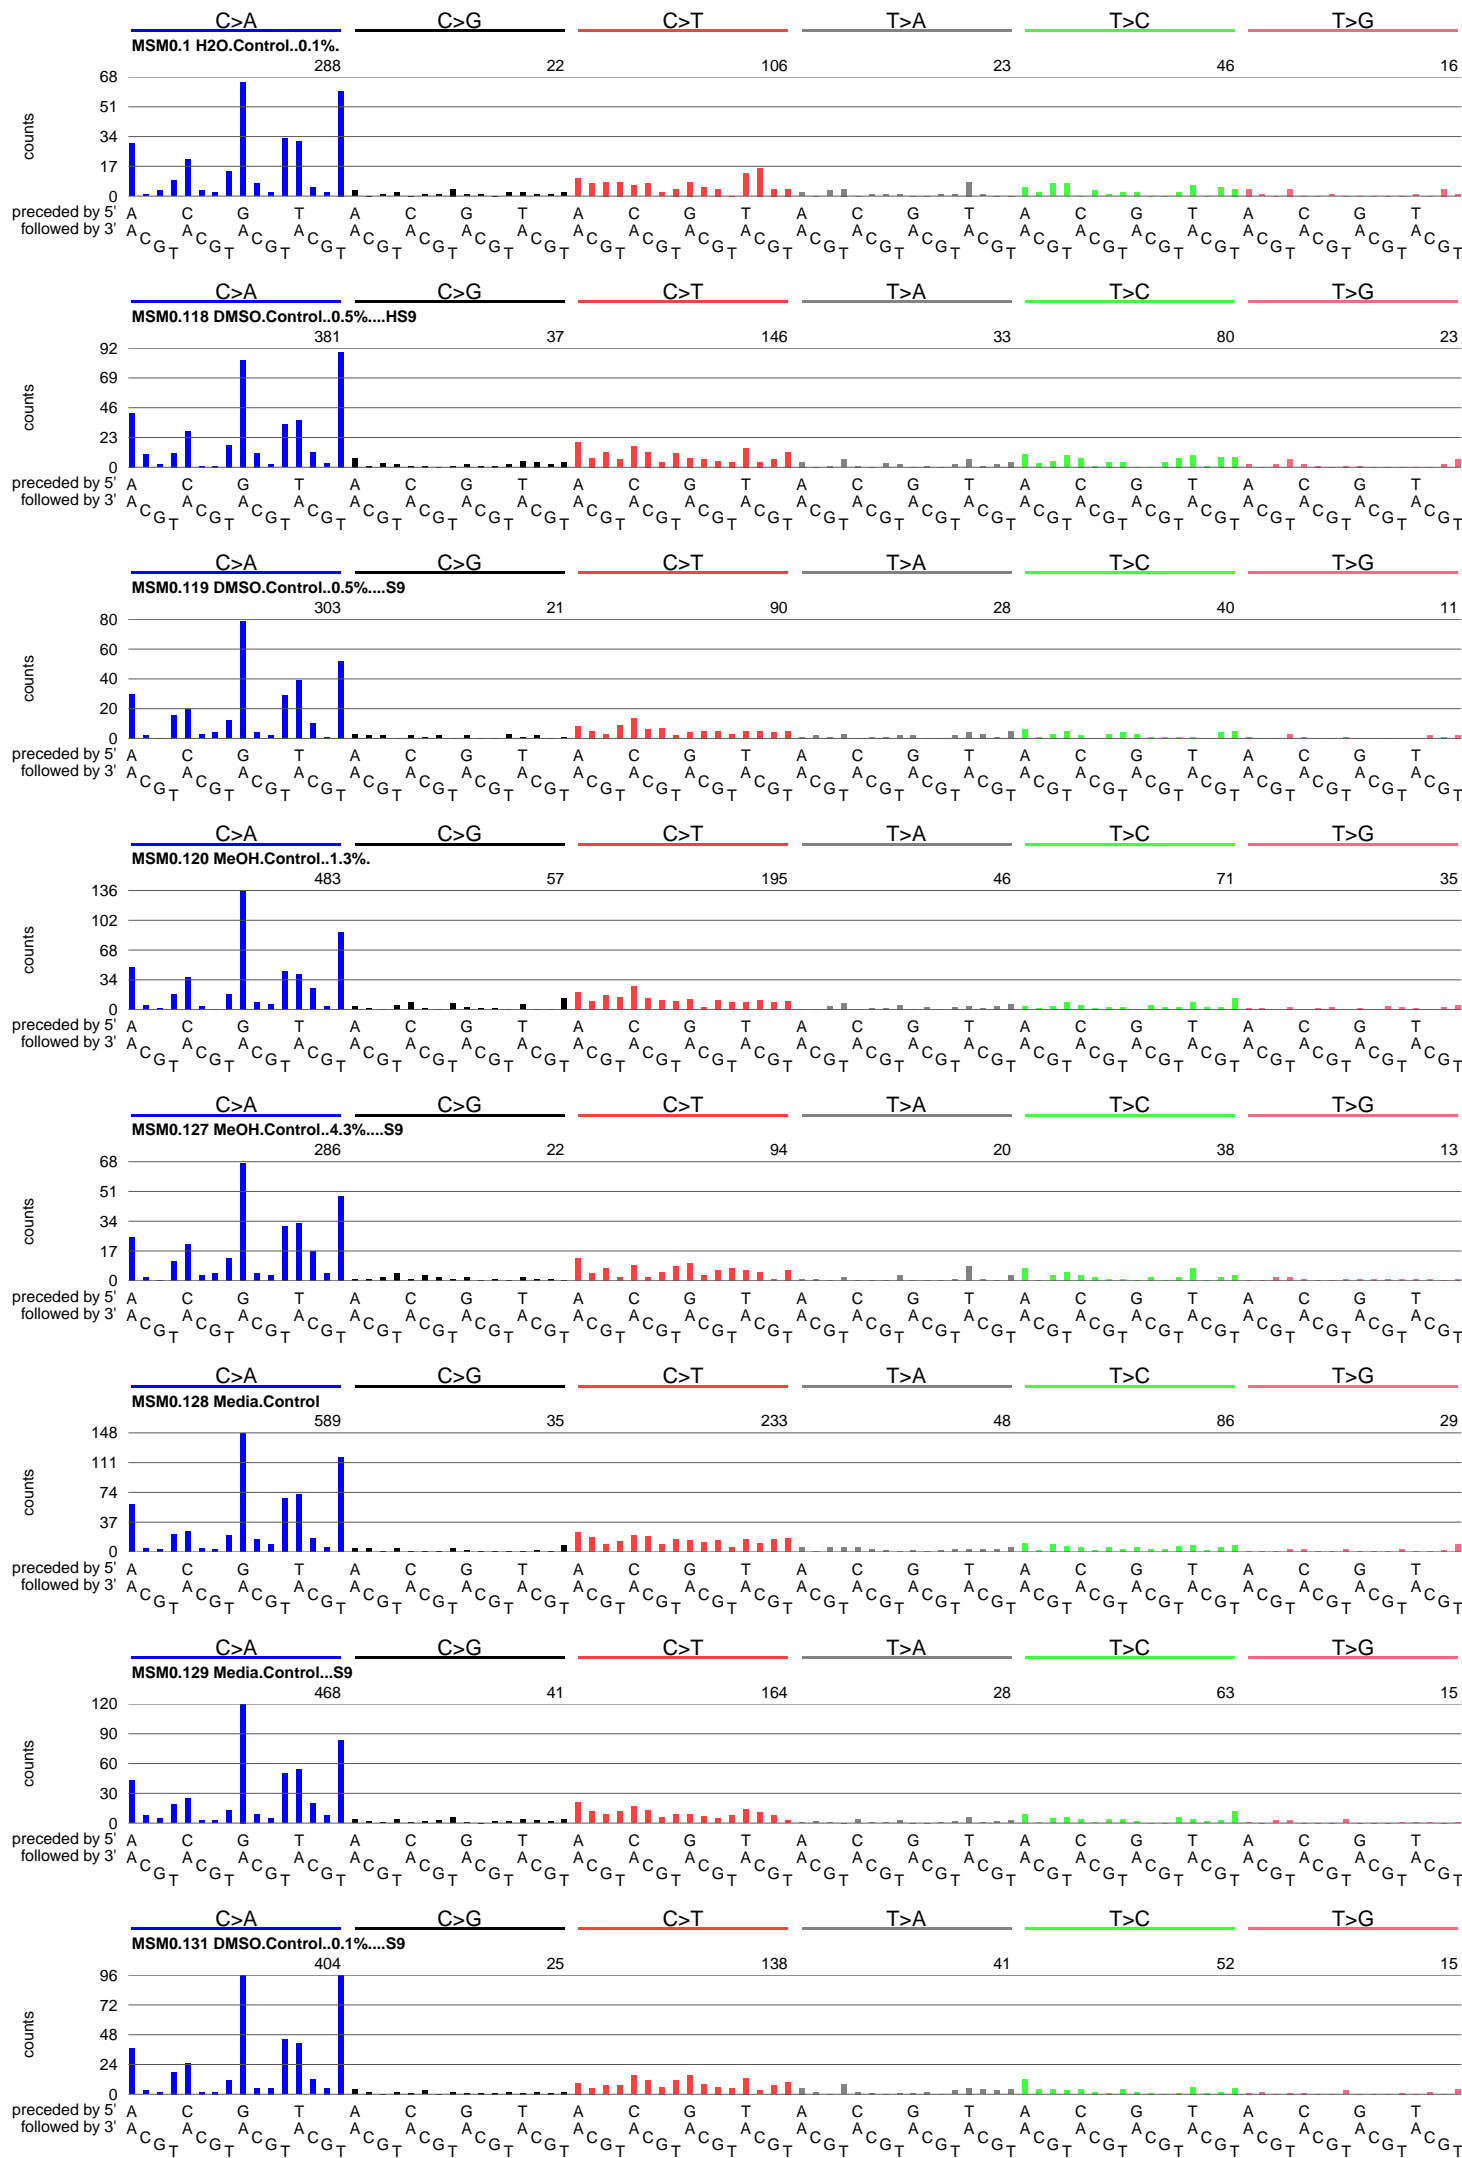 C>A C>G C>T T>A T>C T>G
MSM0.1 H2O.Control..0.1%.
288 22 106 23 46 16
68
51
34
17
0
counts
preceded by 5' A C G T A C G T A C G T A C G T A C G T A C G T
followed by 3' A C G T A C G T A C G T A C G T A C G T A C G T A C G T A C G T A C G T A C G T A C G T A C G T A C G T A C G T A C G T A C G T A C G T A C G T A C G T A C G T A C G T A C G T A C G T A C G T
C>A C>G C>T T>A T>C T>G
MSM0.118 DMSO.Control..0.5%....HS9
381 37 146 33 80 23
92
69
46
23
0
counts
preceded by 5' A C G T A C G T A C G T A C G T A C G T A C G T
followed by 3' A C G T A C G T A C G T A C G T A C G T A C G T A C G T A C G T A C G T A C G T A C G T A C G T A C G T A C G T A C G T A C G T A C G T A C G T A C G T A C G T A C G T A C G T A C G T A C G T
C>A C>G C>T T>A T>C T>G
MSM0.119 DMSO.Control..0.5%....S9
303 21 90 28 40 11
80
60
40
20
0
counts
preceded by 5' A C G T A C G T A C G T A C G T A C G T A C G T
followed by 3' A C G T A C G T A C G T A C G T A C G T A C G T A C G T A C G T A C G T A C G T A C G T A C G T A C G T A C G T A C G T A C G T A C G T A C G T A C G T A C G T A C G T A C G T A C G T A C G T
C>A C>G C>T T>A T>C T>G
MSM0.120 MeOH.Control..1.3%.
483 57 195 46 71 35
136
102
68
34
0
counts
preceded by 5' A C G T A C G T A C G T A C G T A C G T A C G T
followed by 3' A C G T A C G T A C G T A C G T A C G T A C G T A C G T A C G T A C G T A C G T A C G T A C G T A C G T A C G T A C G T A C G T A C G T A C G T A C G T A C G T A C G T A C G T A C G T A C G T
C>A C>G C>T T>A T>C T>G
MSM0.127 MeOH.Control..4.3%....S9
286 22 94 20 38 13
68
51
34
17
0
counts
preceded by 5' A C G T A C G T A C G T A C G T A C G T A C G T
followed by 3' A C G T A C G T A C G T A C G T A C G T A C G T A C G T A C G T A C G T A C G T A C G T A C G T A C G T A C G T A C G T A C G T A C G T A C G T A C G T A C G T A C G T A C G T A C G T A C G T
C>A C>G C>T T>A T>C T>G
MSM0.128 Media.Control
589 35 233 48 86 29
148
111
74
37
0
counts
preceded by 5' A C G T A C G T A C G T A C G T A C G T A C G T
followed by 3' A C G T A C G T A C G T A C G T A C G T A C G T A C G T A C G T A C G T A C G T A C G T A C G T A C G T A C G T A C G T A C G T A C G T A C G T A C G T A C G T A C G T A C G T A C G T A C G T
C>A C>G C>T T>A T>C T>G
MSM0.129 Media.Control...S9
468 41 164 28 63 15
120
90
60
30
0
counts
preceded by 5' A C G T A C G T A C G T A C G T A C G T A C G T
followed by 3' A C G T A C G T A C G T A C G T A C G T A C G T A C G T A C G T A C G T A C G T A C G T A C G T A C G T A C G T A C G T A C G T A C G T A C G T A C G T A C G T A C G T A C G T A C G T A C G T
C>A C>G C>T T>A T>C T>G
MSM0.131 DMSO.Control..0.1%....S9
404 25 138 41 52 15
96
72
48
24
0
counts
preceded by 5' A C G T A C G T A C G T A C G T A C G T A C G T
followed by 3' A C G T A C G T A C G T A C G T A C G T A C G T A C G T A C G T A C G T A C G T A C G T A C G T A C G T A C G T A C G T A C G T A C G T A C G T A C G T A C G T A C G T A C G T A C G T A C G T